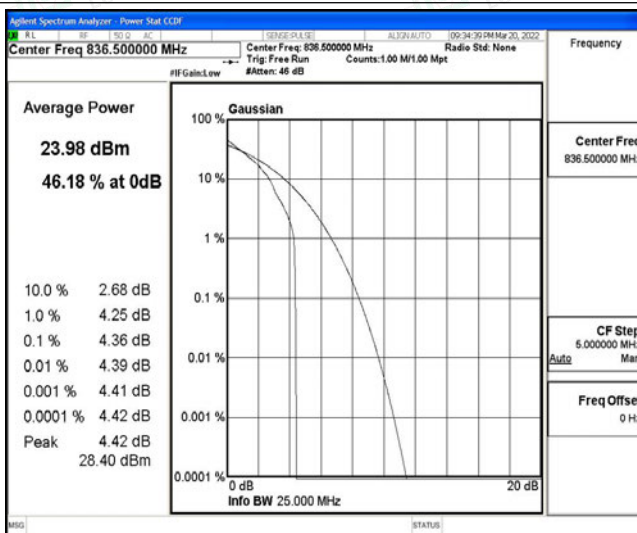 Agilent Spectrum Analyzer - Power Stat CCDF
RL RF 50 Ω AC SENSE:PULSE ALIGN AUTO 09:34:39 PM Mar 20, 2022
Center Freq 836.500000 MHz
Center Freq: 836.500000 MHz Radio Std: None
Trig: Free Run Counts:1.00 M/1.00 Mpt
#IFGain:Low #Atten: 46 dB
Frequency
Average Power
23.98 dBm
46.18 % at 0dB
10.0 % 2.68 dB
1.0 % 4.25 dB
0.1 % 4.36 dB
0.01 % 4.39 dB
0.001 % 4.41 dB
0.0001 % 4.42 dB
Peak 4.42 dB
28.40 dBm
Gaussian
100 %
10 %
1 %
0.1 %
0.01 %
0.001 %
0.0001 %
0 dB 20 dB
Info BW 25.000 MHz
Center Freq
836.500000 MHz
CF Step
5.000000 MHz
Auto Man
Freq Offset
0 Hz
MSG STATUS